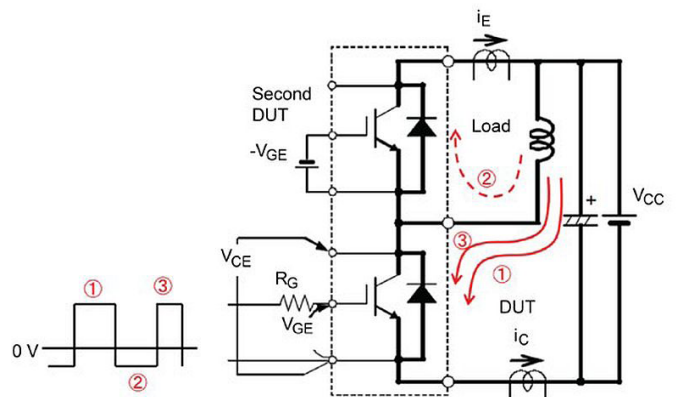 iE
Second
DUT
Load
-VGE
②
+
VCC
③
VCE
①
RG
① ③
VGE
DUT
0 V
iC
②